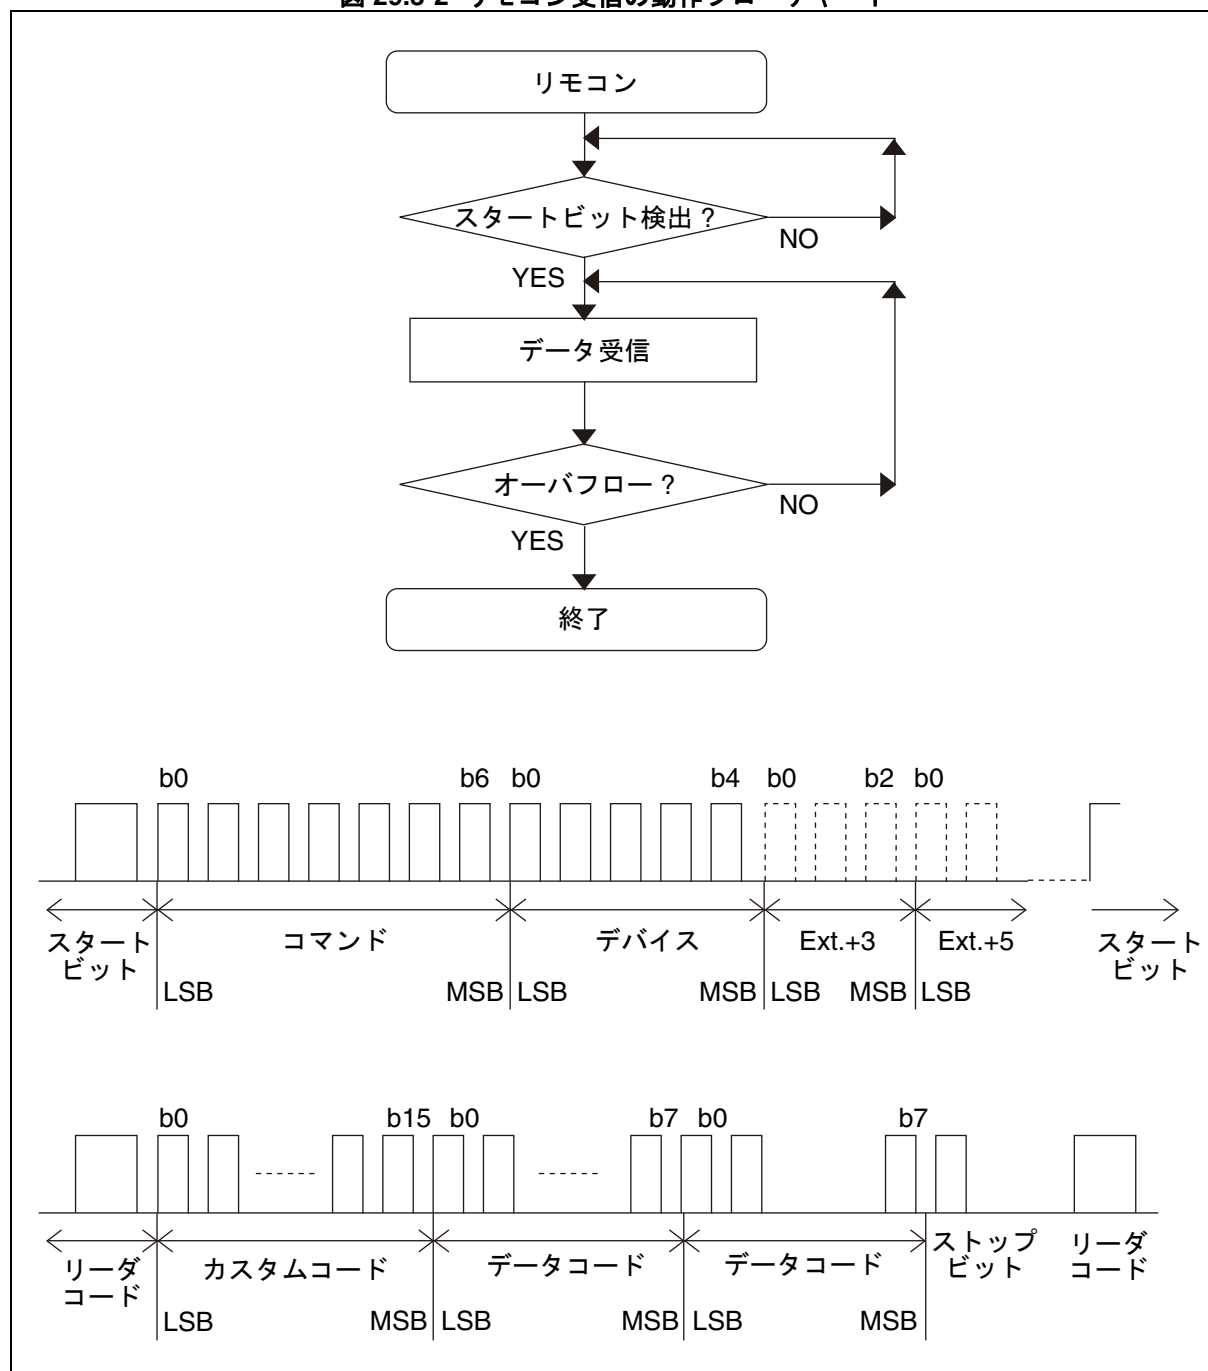 図 29.3-2 リモコン受信の動作フローチャート
リモコン
スタートビット検出 ?
NO
YES
データ受信
オーバフロー ?
NO
YES
終了
b0 b6 b0 b4 b0 b2 b0
スタート
ビット
コマンド
デバイス
Ext.+3
Ext.+5
スタート
ビット
LSB MSB LSB MSB LSB MSB LSB
b0 b15 b0 b7 b0 b7
リーダ
コード
カスタムコード
データコード
データコード
ストップ
ビット
リーダ
コード
LSB MSB LSB MSB LSB MSB